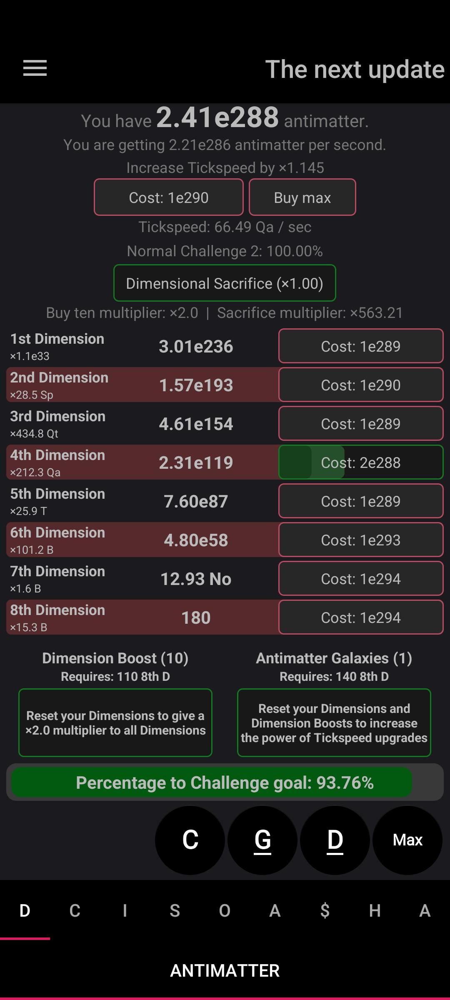 The next update
You have 2.41e288 antimatter.
You are getting 2.21e286 antimatter per second.
Increase Tickspeed by ×1.145
Cost: 1e290 Buy max
Tickspeed: 66.49 Qa / sec
Normal Challenge 2: 100.00%
Dimensional Sacrifice (×1.00)
Buy ten multiplier: ×2.0 | Sacrifice multiplier: ×563.21
1st Dimension
×1.1e33
3.01e236
Cost: 1e289
2nd Dimension
×28.5 Sp
1.57e193
Cost: 1e290
3rd Dimension
×434.8 Qt
4.61e154
Cost: 1e289
4th Dimension
×212.3 Qa
2.31e119
Cost: 2e288
5th Dimension
×25.9 T
7.60e87
Cost: 1e289
6th Dimension
×101.2 B
4.80e58
Cost: 1e293
7th Dimension
×1.6 B
12.93 No
Cost: 1e294
8th Dimension
×15.3 B
180
Cost: 1e294
Dimension Boost (10)
Requires: 110 8th D
Reset your Dimensions to give a
×2.0 multiplier to all Dimensions
Antimatter Galaxies (1)
Requires: 140 8th D
Reset your Dimensions and
Dimension Boosts to increase
the power of Tickspeed upgrades
Percentage to Challenge goal: 93.76%
C G D Max
D C I S O A $ H A
ANTIMATTER